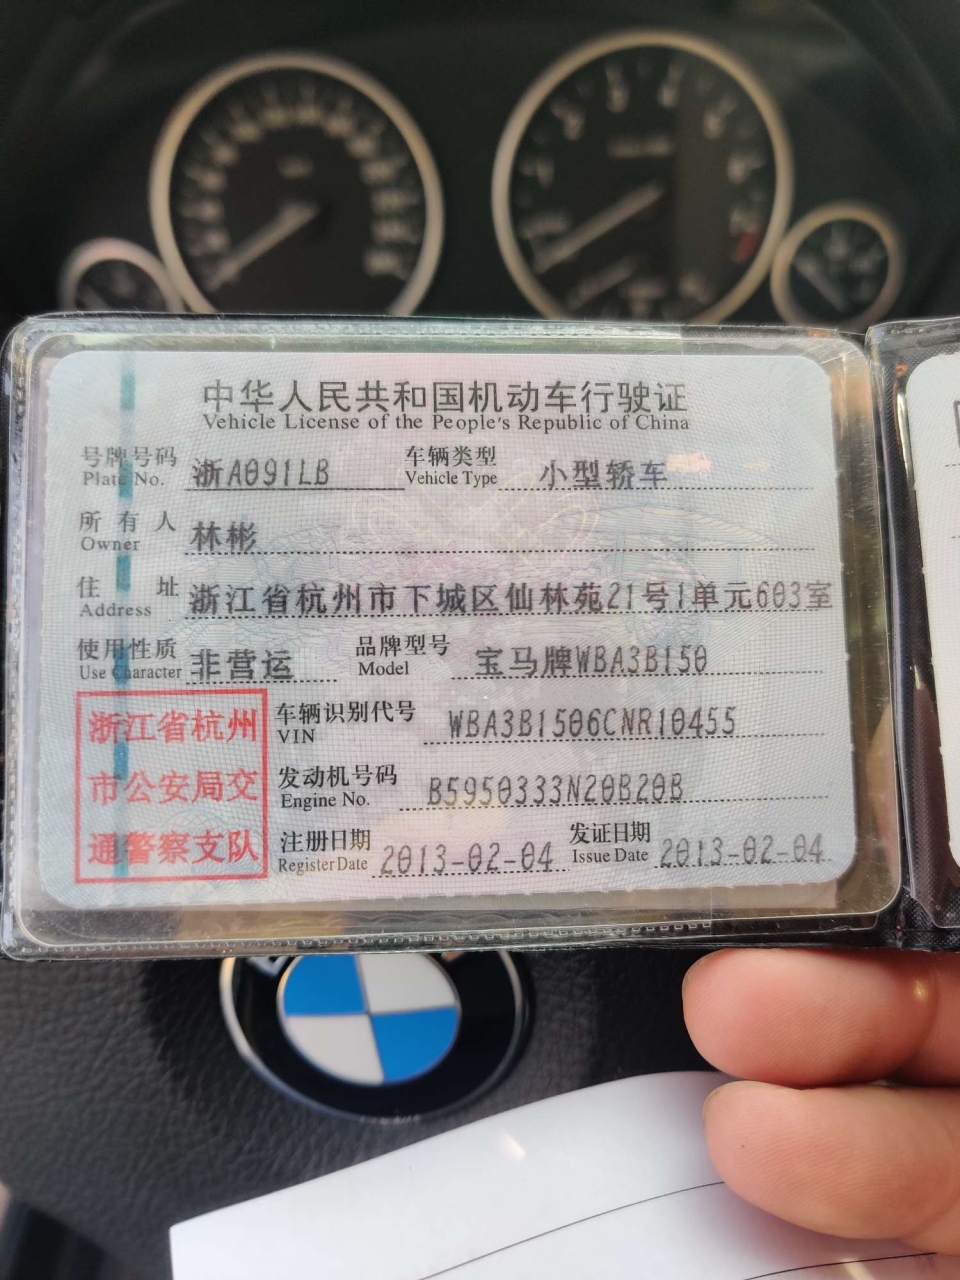 中华人民共和国机动车行驶证
Vehicle License of the People's Republic of China
号牌号码 浙A091LB 车辆类型 小型轿车
Plate No. Vehicle Type
所有人 林彬
Owner
住址 浙江省杭州市下城区仙林苑21号1单元603室
Address
使用性质 非营运 品牌型号 宝马牌WBA3B150
Use Character Model
浙江省杭州 车辆识别代号 WBA3B1506CNR10455
VIN
市公安局交 发动机号码 B5950333N20B20B
Engine No.
通警察支队 注册日期 2013-02-04 发证日期 2013-02-04
Register Date Issue Date